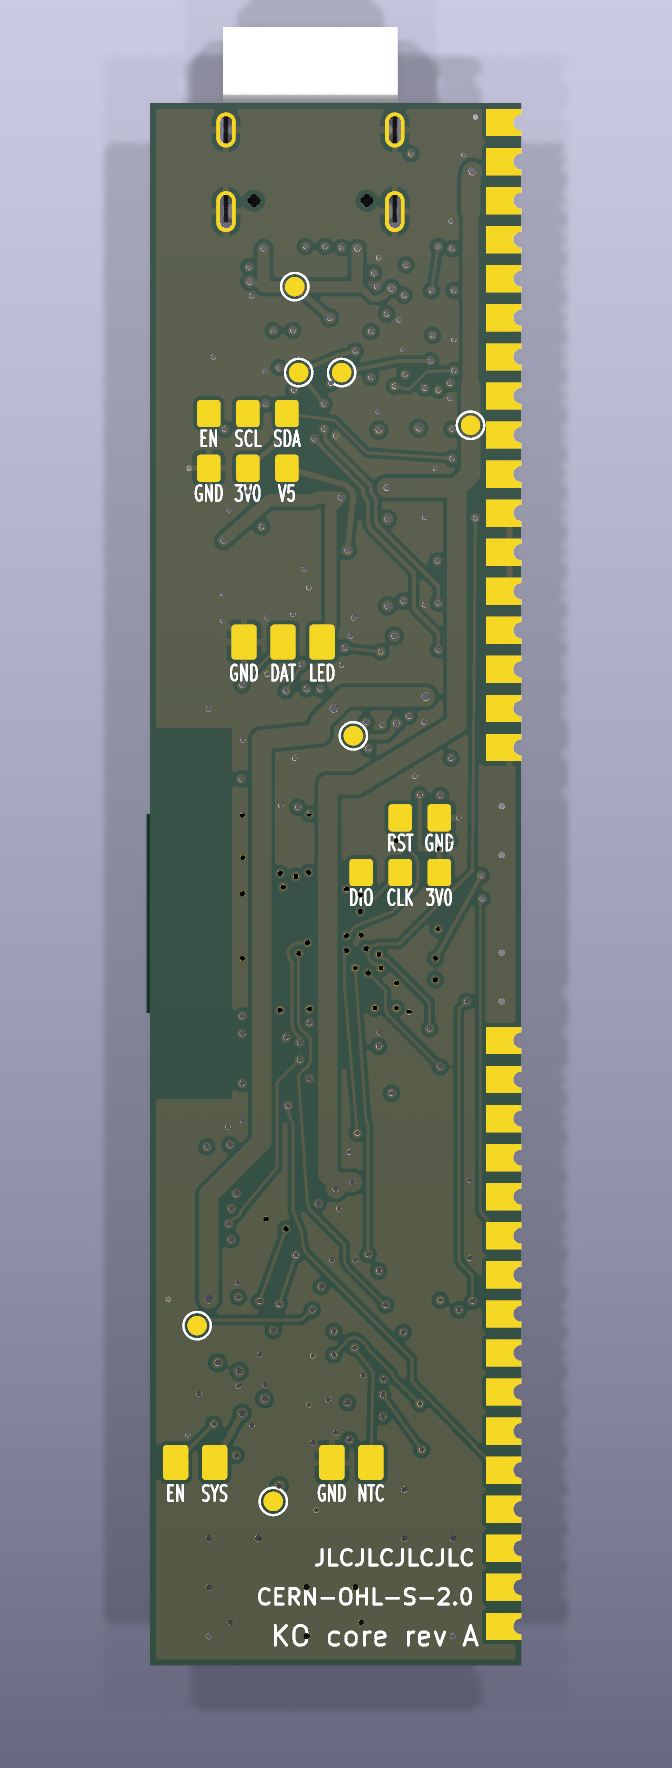 EN SCL SDA
GND 3V0 V5
GND DAT LED
RST GND
DiO CLK 3V0
EN SYS GND NTC
JLCJLCJLCJLC
CERN-OHL-S-2.0
KO core rev A